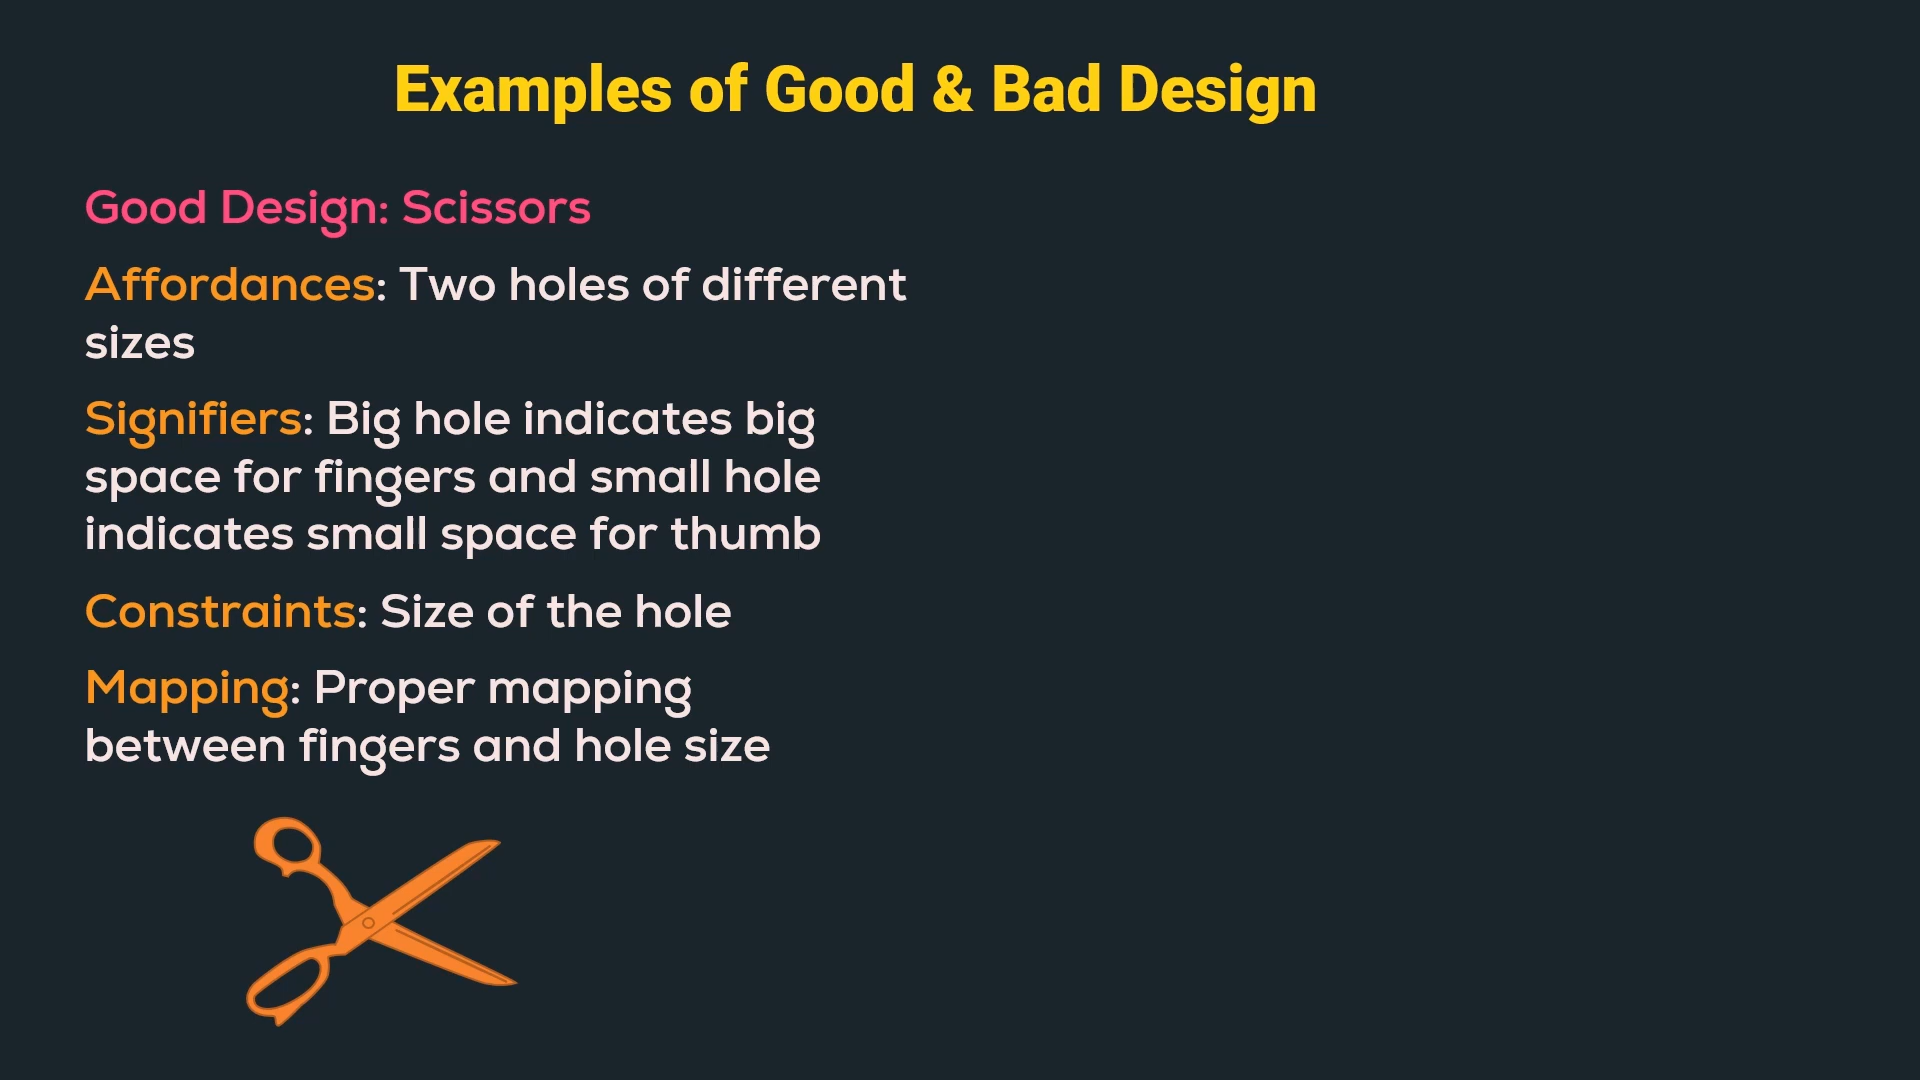 Examples of Good & Bad Design
Good Design: Scissors
Affordances: Two holes of different
sizes
Signifiers: Big hole indicates big
space for fingers and small hole
indicates small space for thumb
Constraints: Size of the hole
Mapping: Proper mapping
between fingers and hole size